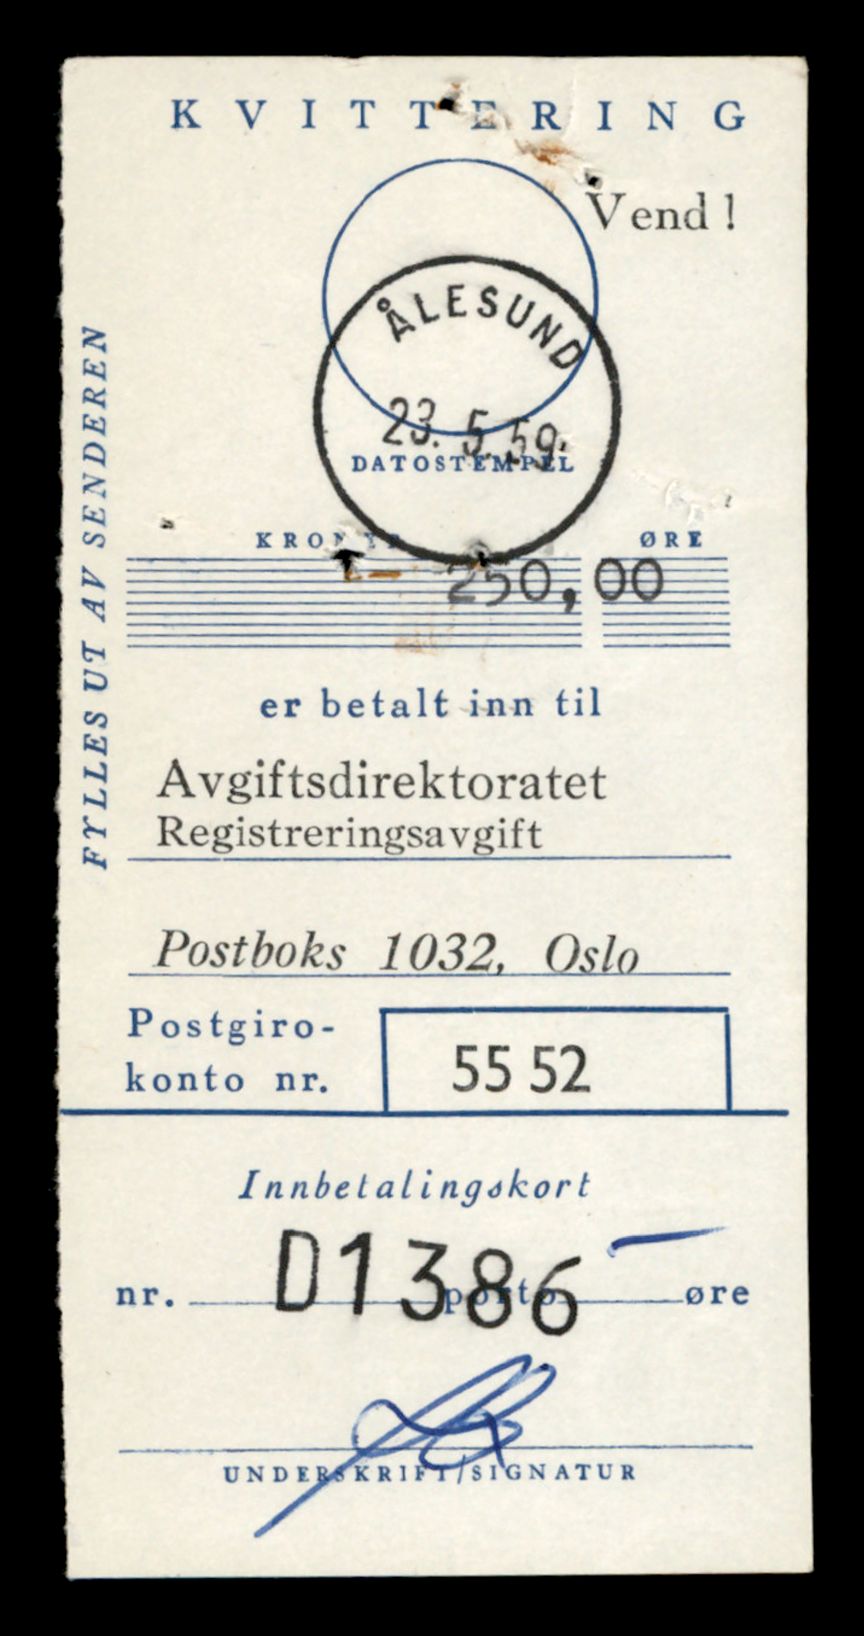 KVITTERING
Vend!
ÅLESUND
23. 5. 59.
DATOSTEMPEL
FYLLES UT AV SENDEREN
KRONER ØRE
250,00
er betalt inn til
Avgiftsdirektoratet
Registreringsavgift
Postboks 1032, Oslo
Postgiro-
konto nr. 55 52
Innbetalingskort
nr. D1386 porto øre
UNDERSKRIFT/SIGNATUR